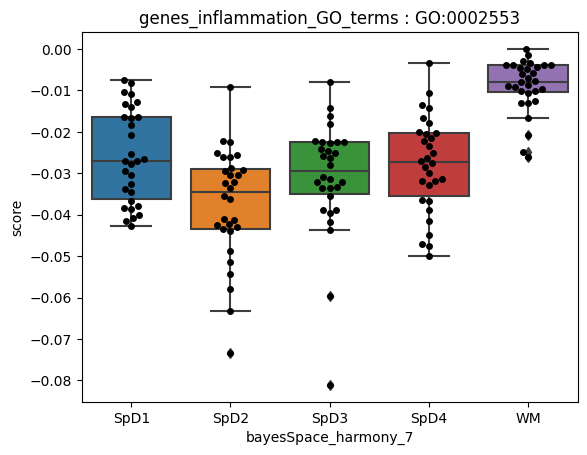 genes_inflammation_GO_terms : GO:0002553
0.00
−0.01
−0.02
−0.03
−0.04
−0.05
−0.06
−0.07
−0.08
score
SpD1 SpD2 SpD3 SpD4 WM
bayesSpace_harmony_7